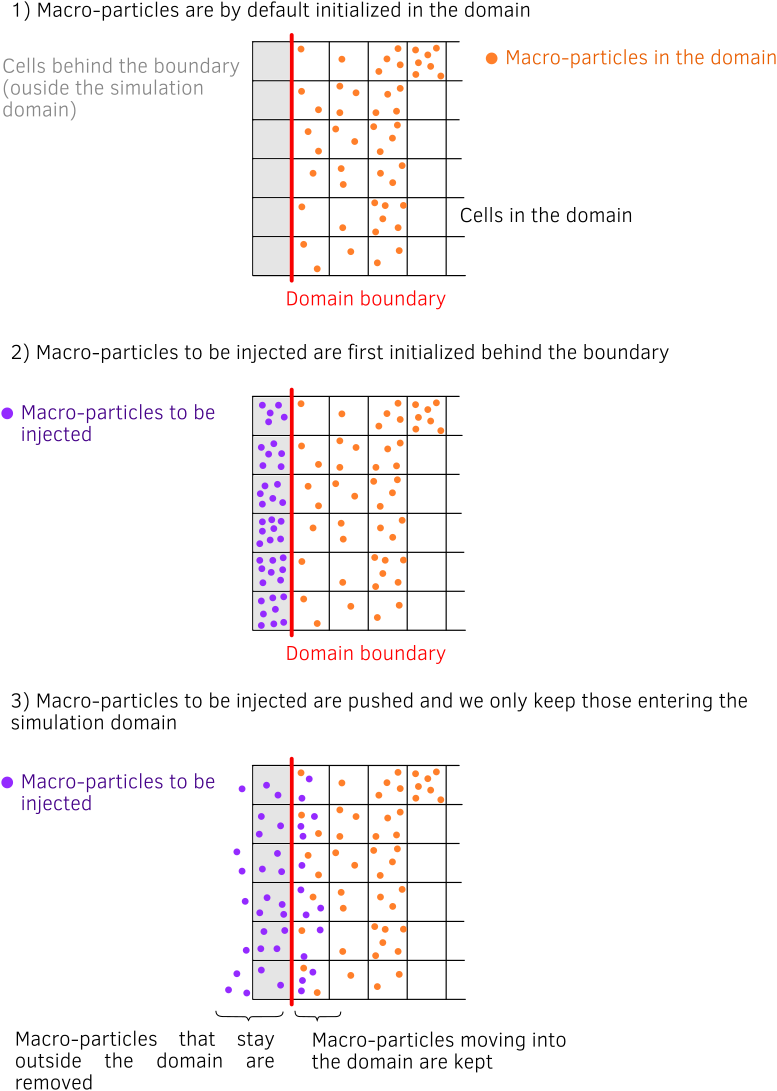 1) Macro-particles are by default initialized in the domain
Cells behind the boundary
(ouside the simulation
domain)
Macro-particles in the domain
Cells in the domain
Domain boundary
2) Macro-particles to be injected are first initialized behind the boundary
Macro-particles to be
injected
Domain boundary
3) Macro-particles to be injected are pushed and we only keep those entering the
simulation domain
Macro-particles to be
injected
Macro-particles that stay
outside the domain are
removed
Macro-particles moving into
the domain are kept